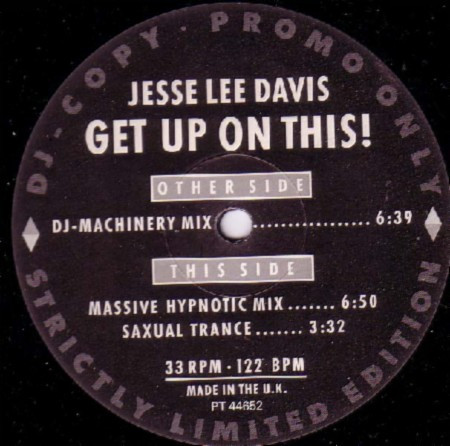 DJ-COPY · PROMO ONLY
JESSE LEE DAVIS
GET UP ON THIS!
OTHER SIDE
DJ-MACHINERY MIX .................. 6:39
THIS SIDE
MASSIVE HYPNOTIC MIX ....... 6:50
SAXUAL TRANCE ....... 3:32
33 RPM · 122 BPM
MADE IN THE U.K.
PT 44652
STRICTLY LIMITED EDITION